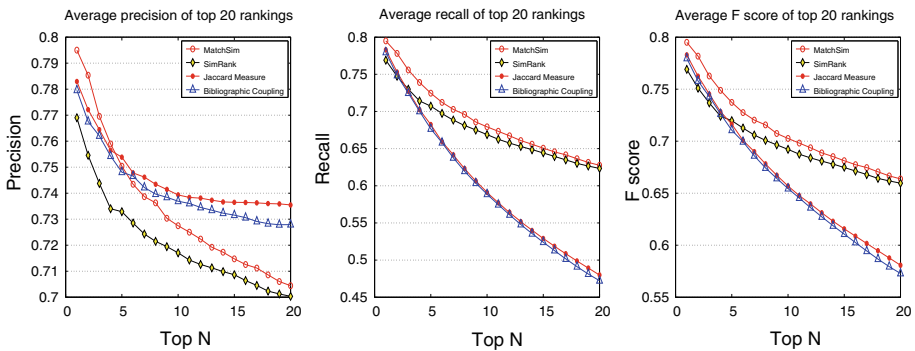 Average precision of top 20 rankings
0.8
0.79
0.78
0.77
0.76
0.75
0.74
0.73
0.72
0.71
0.7
Precision
MatchSim
SimRank
Jaccard Measure
Bibliographic Coupling
0 5 10 15 20
Top N
Average recall of top 20 rankings
0.8
0.75
0.7
0.65
0.6
0.55
0.5
0.45
Recall
MatchSim
SimRank
Jaccard Measure
Bibliographic Coupling
0 5 10 15 20
Top N
Average F score of top 20 rankings
0.8
0.75
0.7
0.65
0.6
0.55
F score
MatchSim
SimRank
Jaccard Measure
Bibliographic Coupling
0 5 10 15 20
Top N